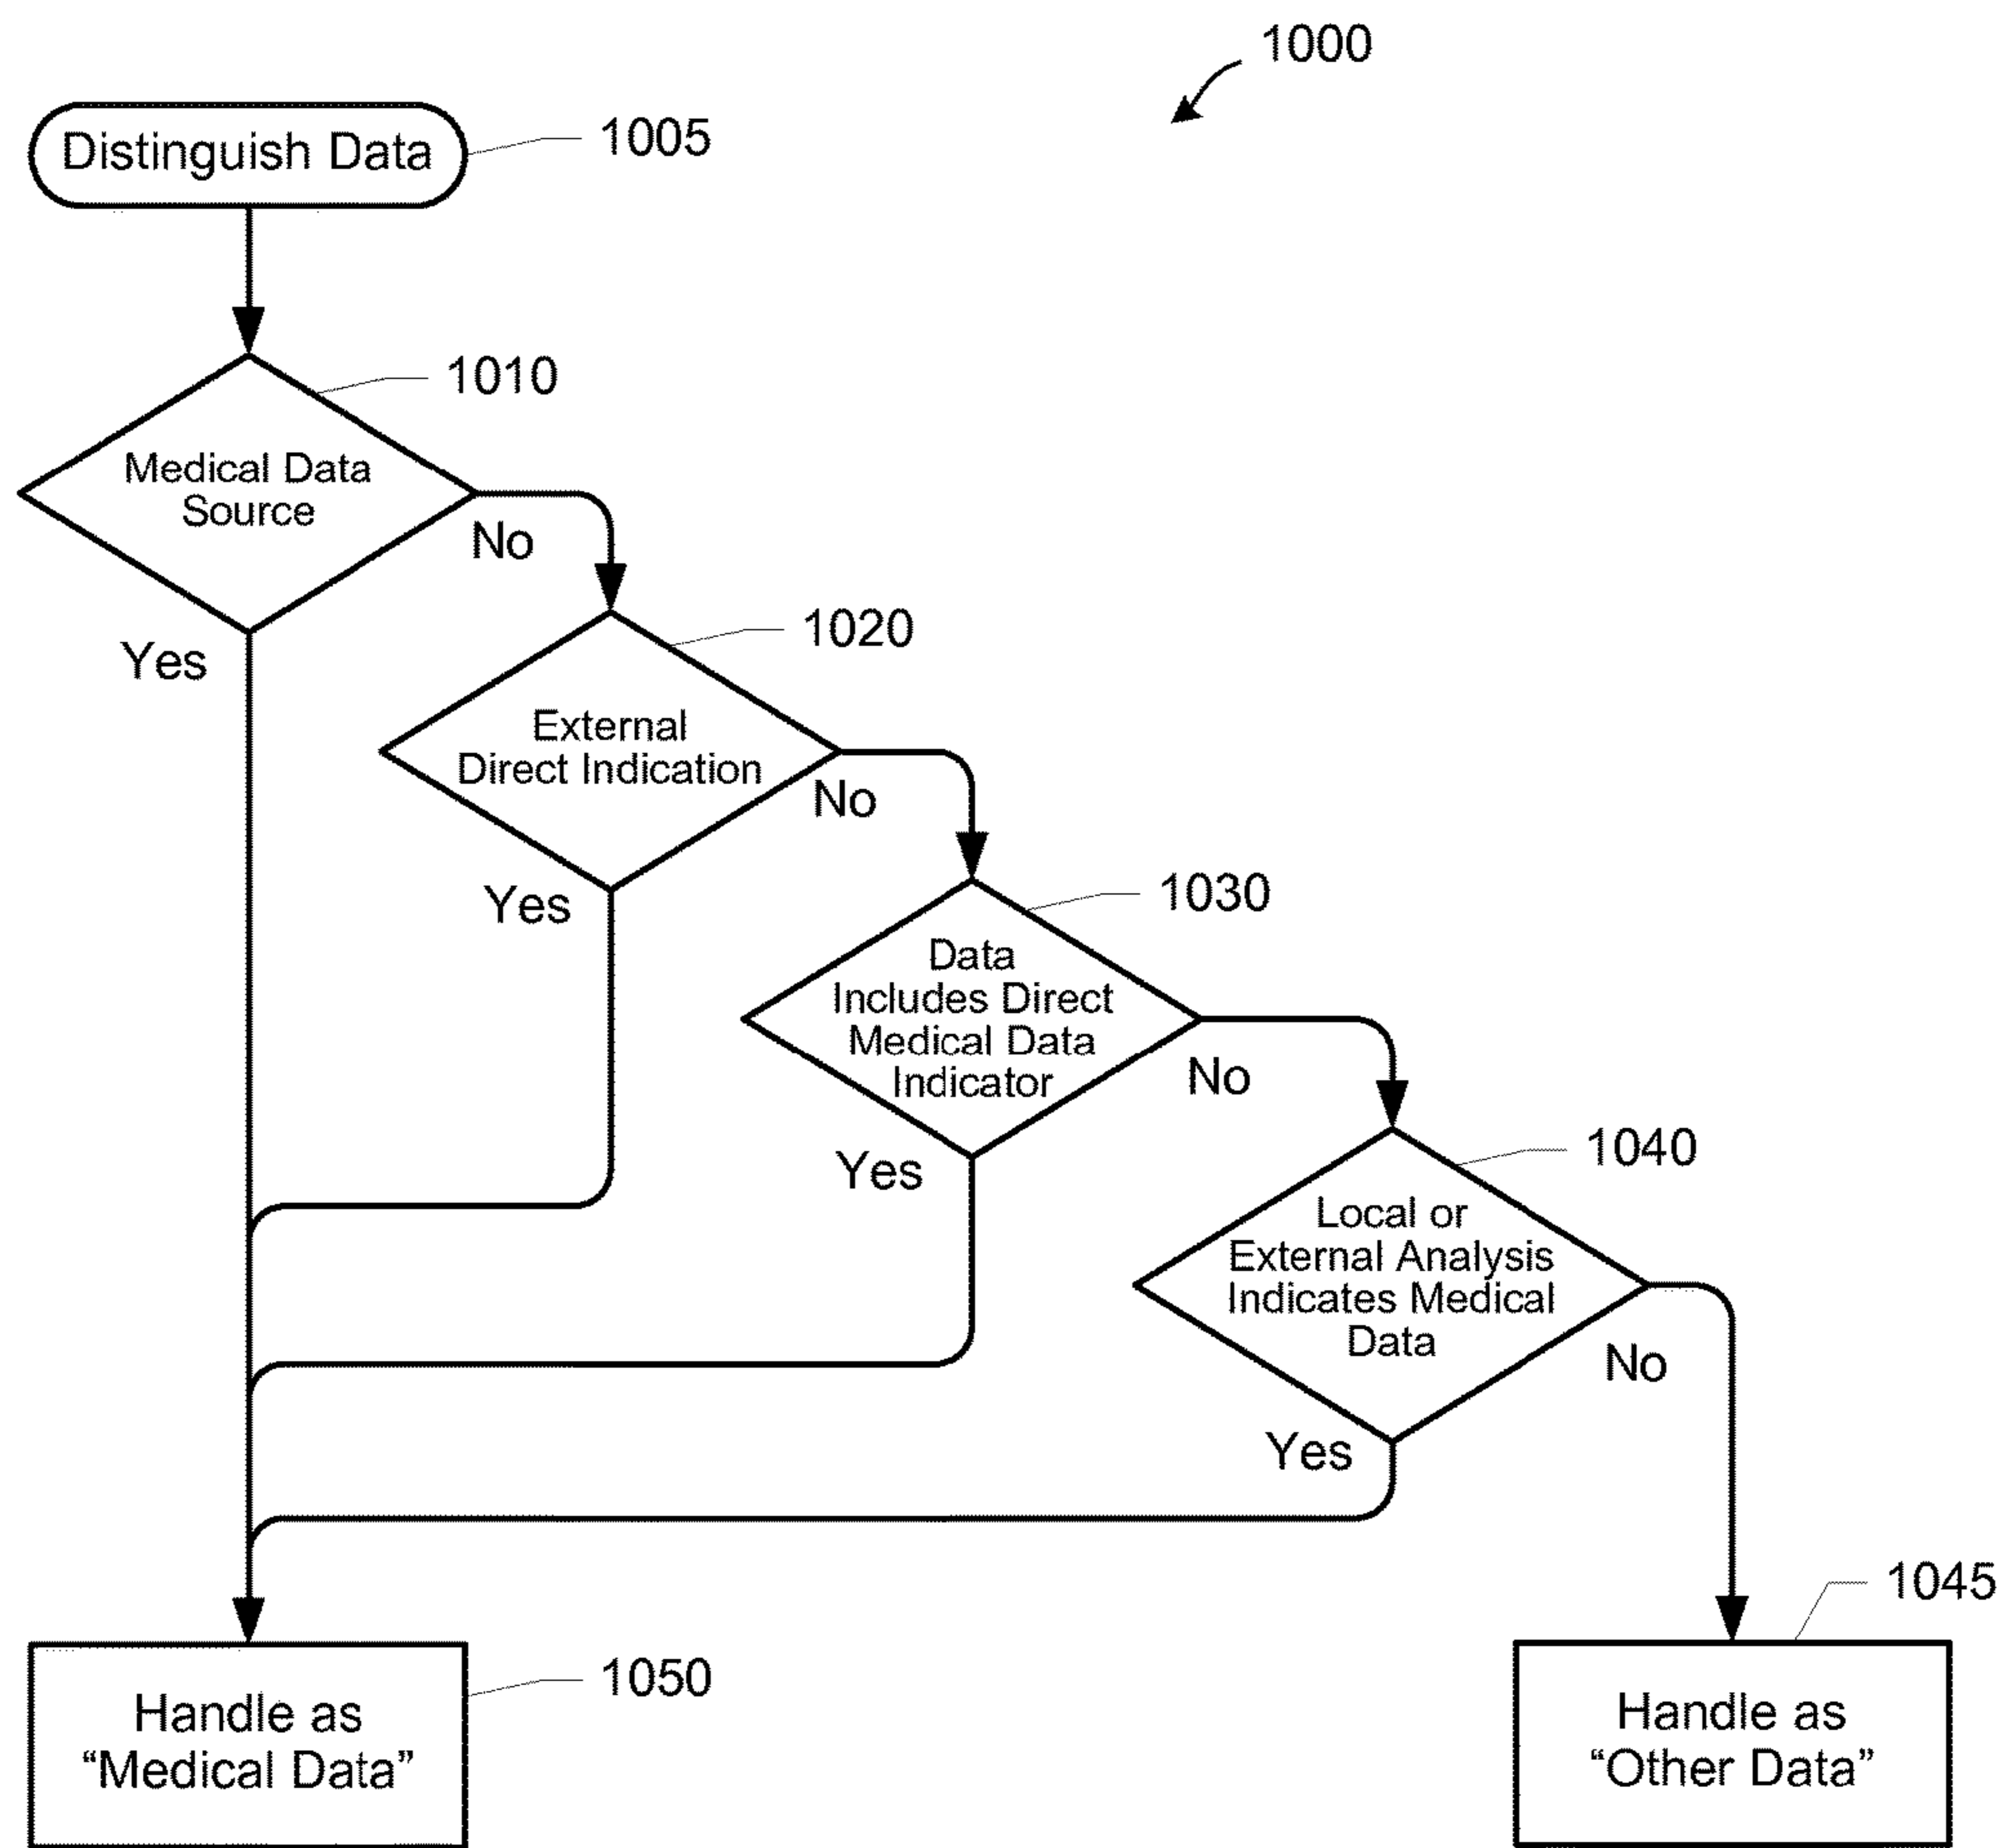 1000
Distinguish Data
1005
1010
Medical Data
Source
No
Yes
1020
External
Direct Indication
No
Yes
1030
Data
Includes Direct
Medical Data
Indicator
No
Yes
1040
Local or
External Analysis
Indicates Medical
Data
No
Yes
1045
1050
Handle as
“Medical Data”
Handle as
“Other Data”